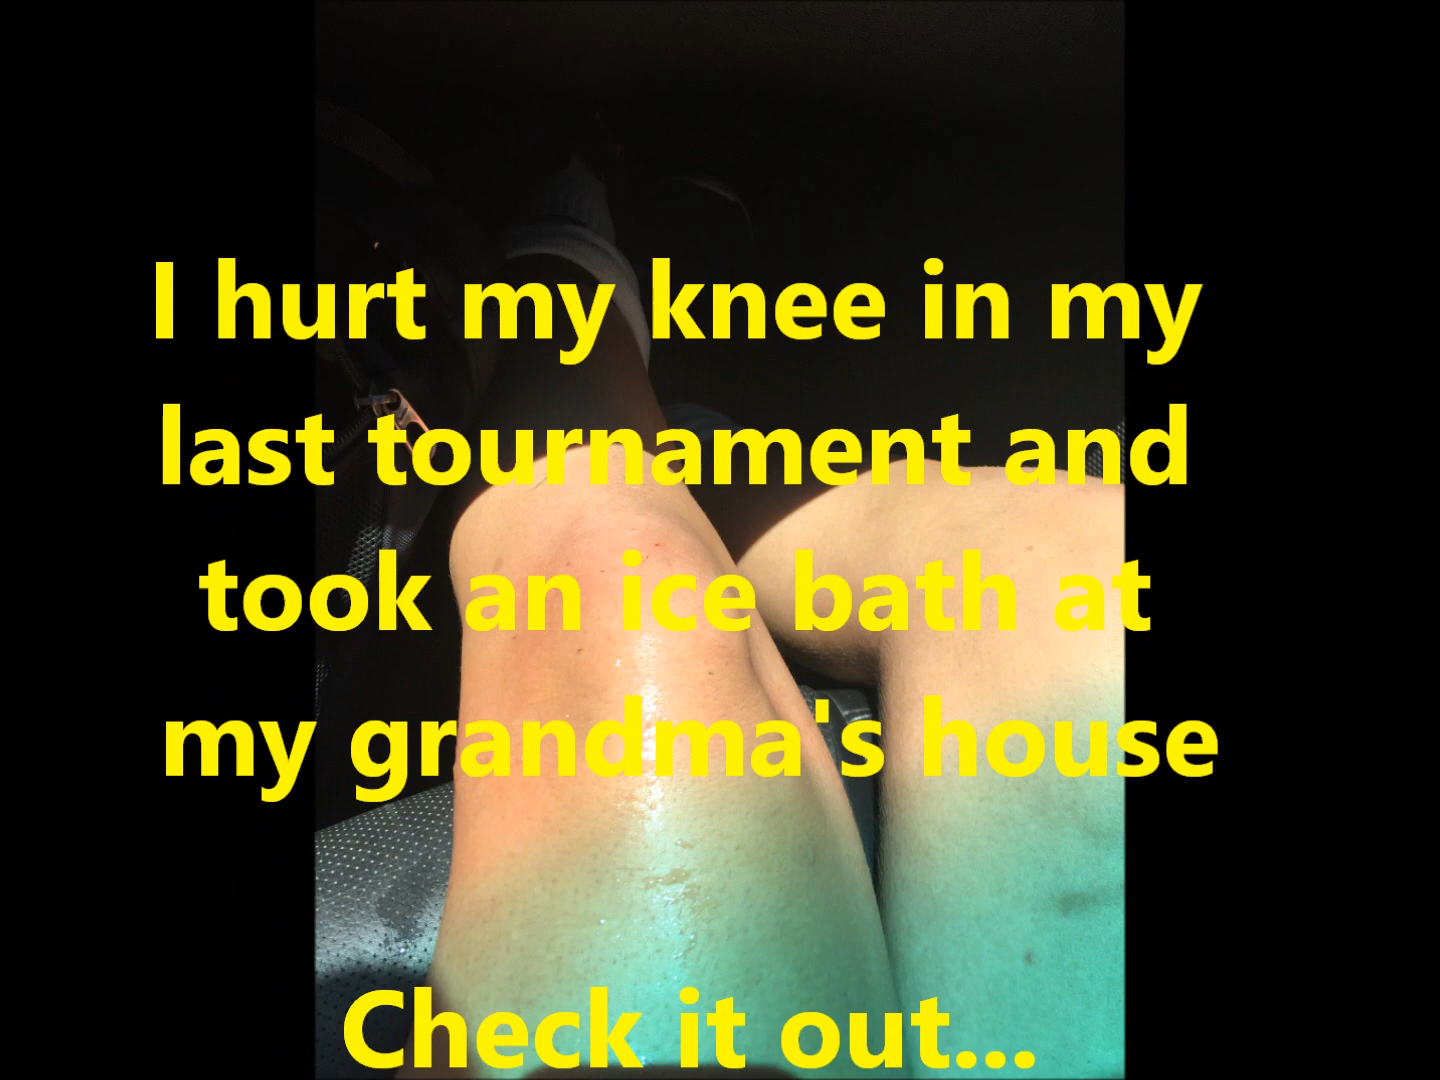 I hurt my knee in my
last tournament and
took an ice bath at
my grandma's house
Check it out...